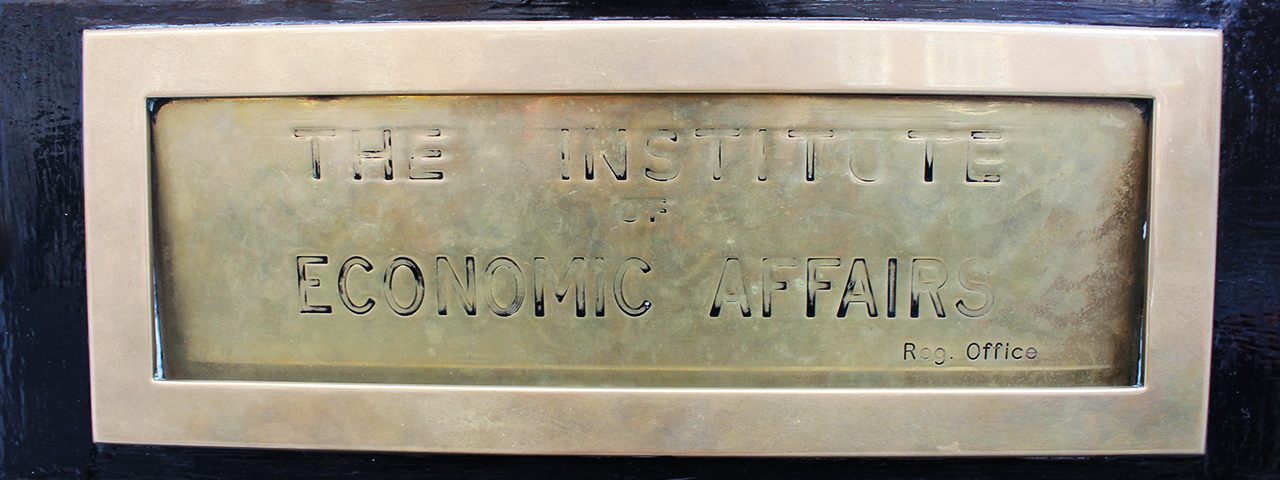 THE INSTITUTE
OF
ECONOMIC AFFAIRS
Reg. Office